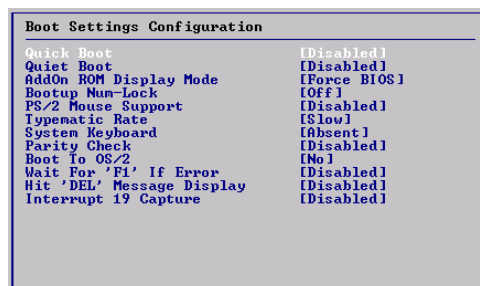 Boot Settings Configuration
Quick Boot [Disabled]
Quiet Boot [Disabled]
AddOn ROM Display Mode [Force BIOS]
Bootup Num-Lock [Off]
PS/2 Mouse Support [Disabled]
Typematic Rate [Slow]
System Keyboard [Absent]
Parity Check [Disabled]
Boot To OS/2 [No]
Wait For 'F1' If Error [Disabled]
Hit 'DEL' Message Display [Disabled]
Interrupt 19 Capture [Disabled]